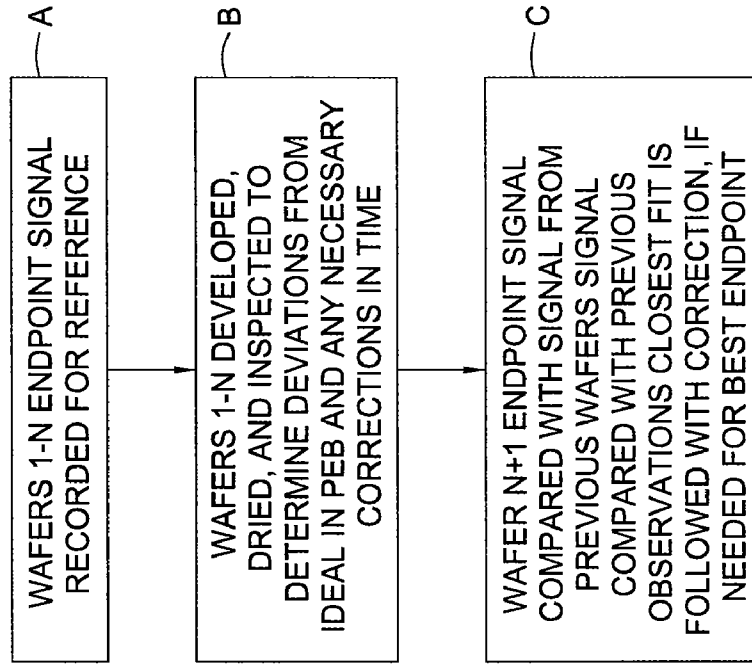 A
WAFERS 1-N ENDPOINT SIGNAL
RECORDED FOR REFERENCE
B
WAFERS 1-N DEVELOPED,
DRIED, AND INSPECTED TO
DETERMINE DEVIATIONS FROM
IDEAL IN PEB AND ANY NECESSARY
CORRECTIONS IN TIME
C
WAFER N+1 ENDPOINT SIGNAL
COMPARED WITH SIGNAL FROM
PREVIOUS WAFERS SIGNAL
COMPARED WITH PREVIOUS
OBSERVATIONS CLOSEST FIT IS
FOLLOWED WITH CORRECTION, IF
NEEDED FOR BEST ENDPOINT